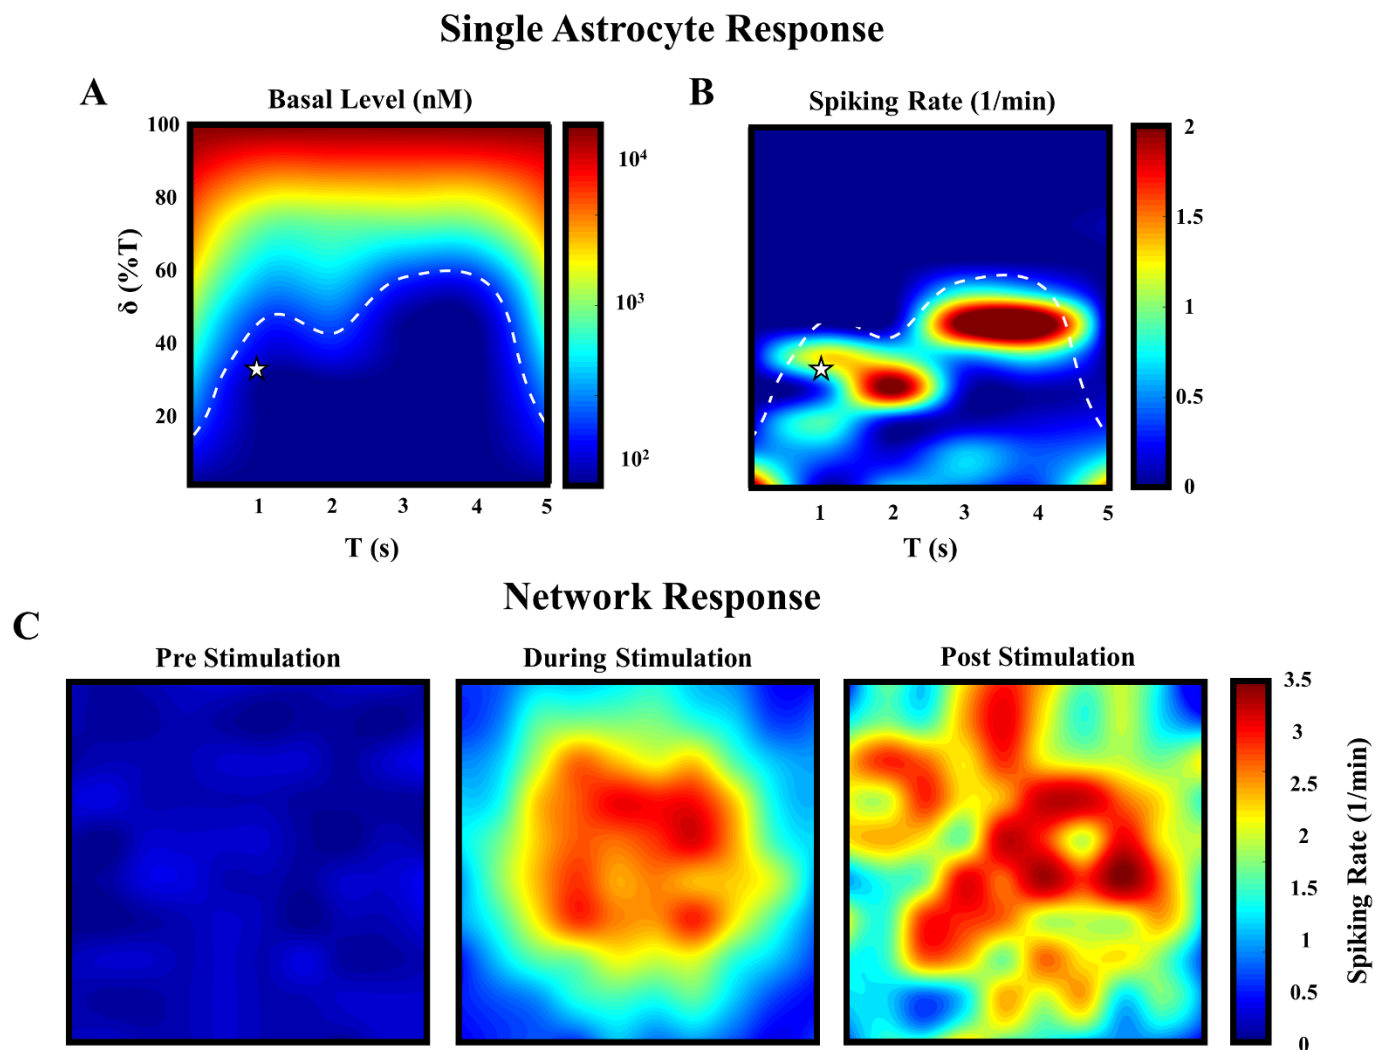 Single Astrocyte Response
A
Basal Level (nM)
100
80
60
40
20
δ (%T)
1 2 3 4 5
T (s)
10⁴
10³
10²
B
Spiking Rate (1/min)
1 2 3 4 5
T (s)
2
1.5
1
0.5
0
Network Response
C
Pre Stimulation
During Stimulation
Post Stimulation
3.5
3
2.5
2
1.5
1
0.5
0
Spiking Rate (1/min)